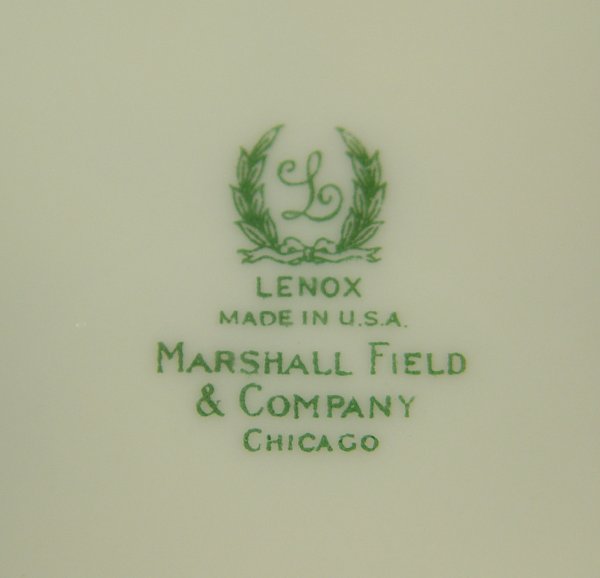 L
LENOX
MADE IN U.S.A.
MARSHALL FIELD
& COMPANY
CHICAGO